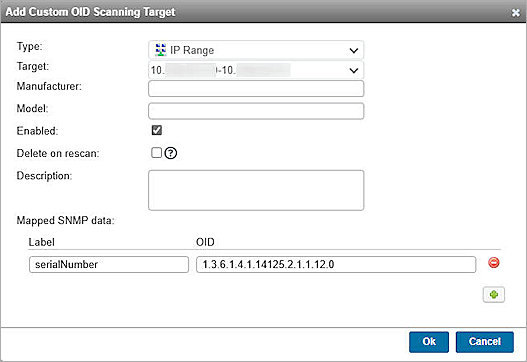 Add Custom OID Scanning Target
Type: IP Range
Target: 10. -10.
Manufacturer:
Model:
Enabled:
Delete on rescan: ?
Description:
Mapped SNMP data:
Label OID
serialNumber 1.3.6.1.4.1.14125.2.1.1.12.0
Ok Cancel